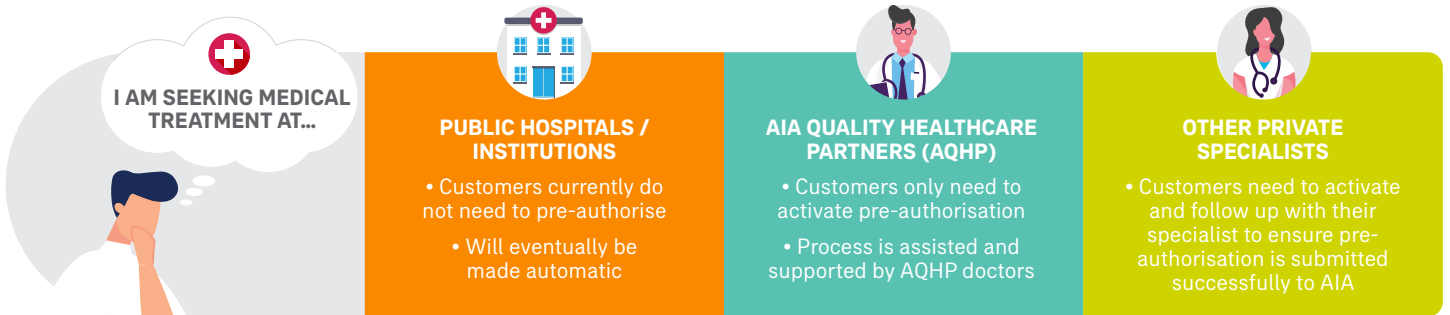 I AM SEEKING MEDICAL
TREATMENT AT...
PUBLIC HOSPITALS /
INSTITUTIONS
• Customers currently do
not need to pre-authorise
• Will eventually be
made automatic
AIA QUALITY HEALTHCARE
PARTNERS (AQHP)
• Customers only need to
activate pre-authorisation
• Process is assisted and
supported by AQHP doctors
OTHER PRIVATE
SPECIALISTS
• Customers need to activate
and follow up with their
specialist to ensure pre-
authorisation is submitted
successfully to AIA